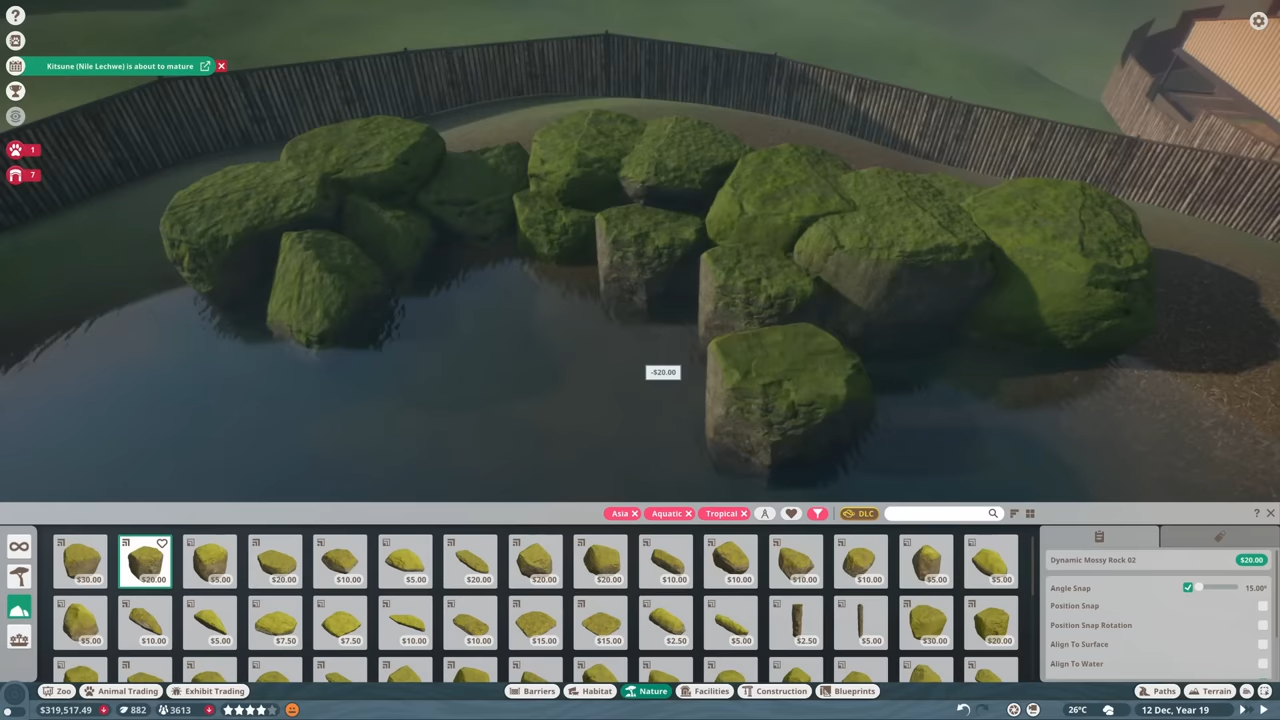 ?
Kitsune (Nile Lechwe) is about to mature
1
7
-$20.00
Asia
Aquatic
Tropical
DLC
?
$30.00 $20.00 $5.00 $20.00 $10.00 $5.00 $20.00 $20.00 $20.00 $10.00 $10.00 $10.00 $10.00 $5.00 $5.00
$5.00 $10.00 $5.00 $7.50 $7.50 $10.00 $10.00 $15.00 $15.00 $2.50 $5.00 $2.50 $5.00 $30.00 $20.00
Dynamic Mossy Rock 02 $20.00
Angle Snap 15.00°
Position Snap
Position Snap Rotation
Align To Surface
Align To Water
Zoo Animal Trading Exhibit Trading Barriers Habitat Nature Facilities Construction Blueprints Paths Terrain
$319,517.49 882 3613 26°C 12 Dec, Year 19